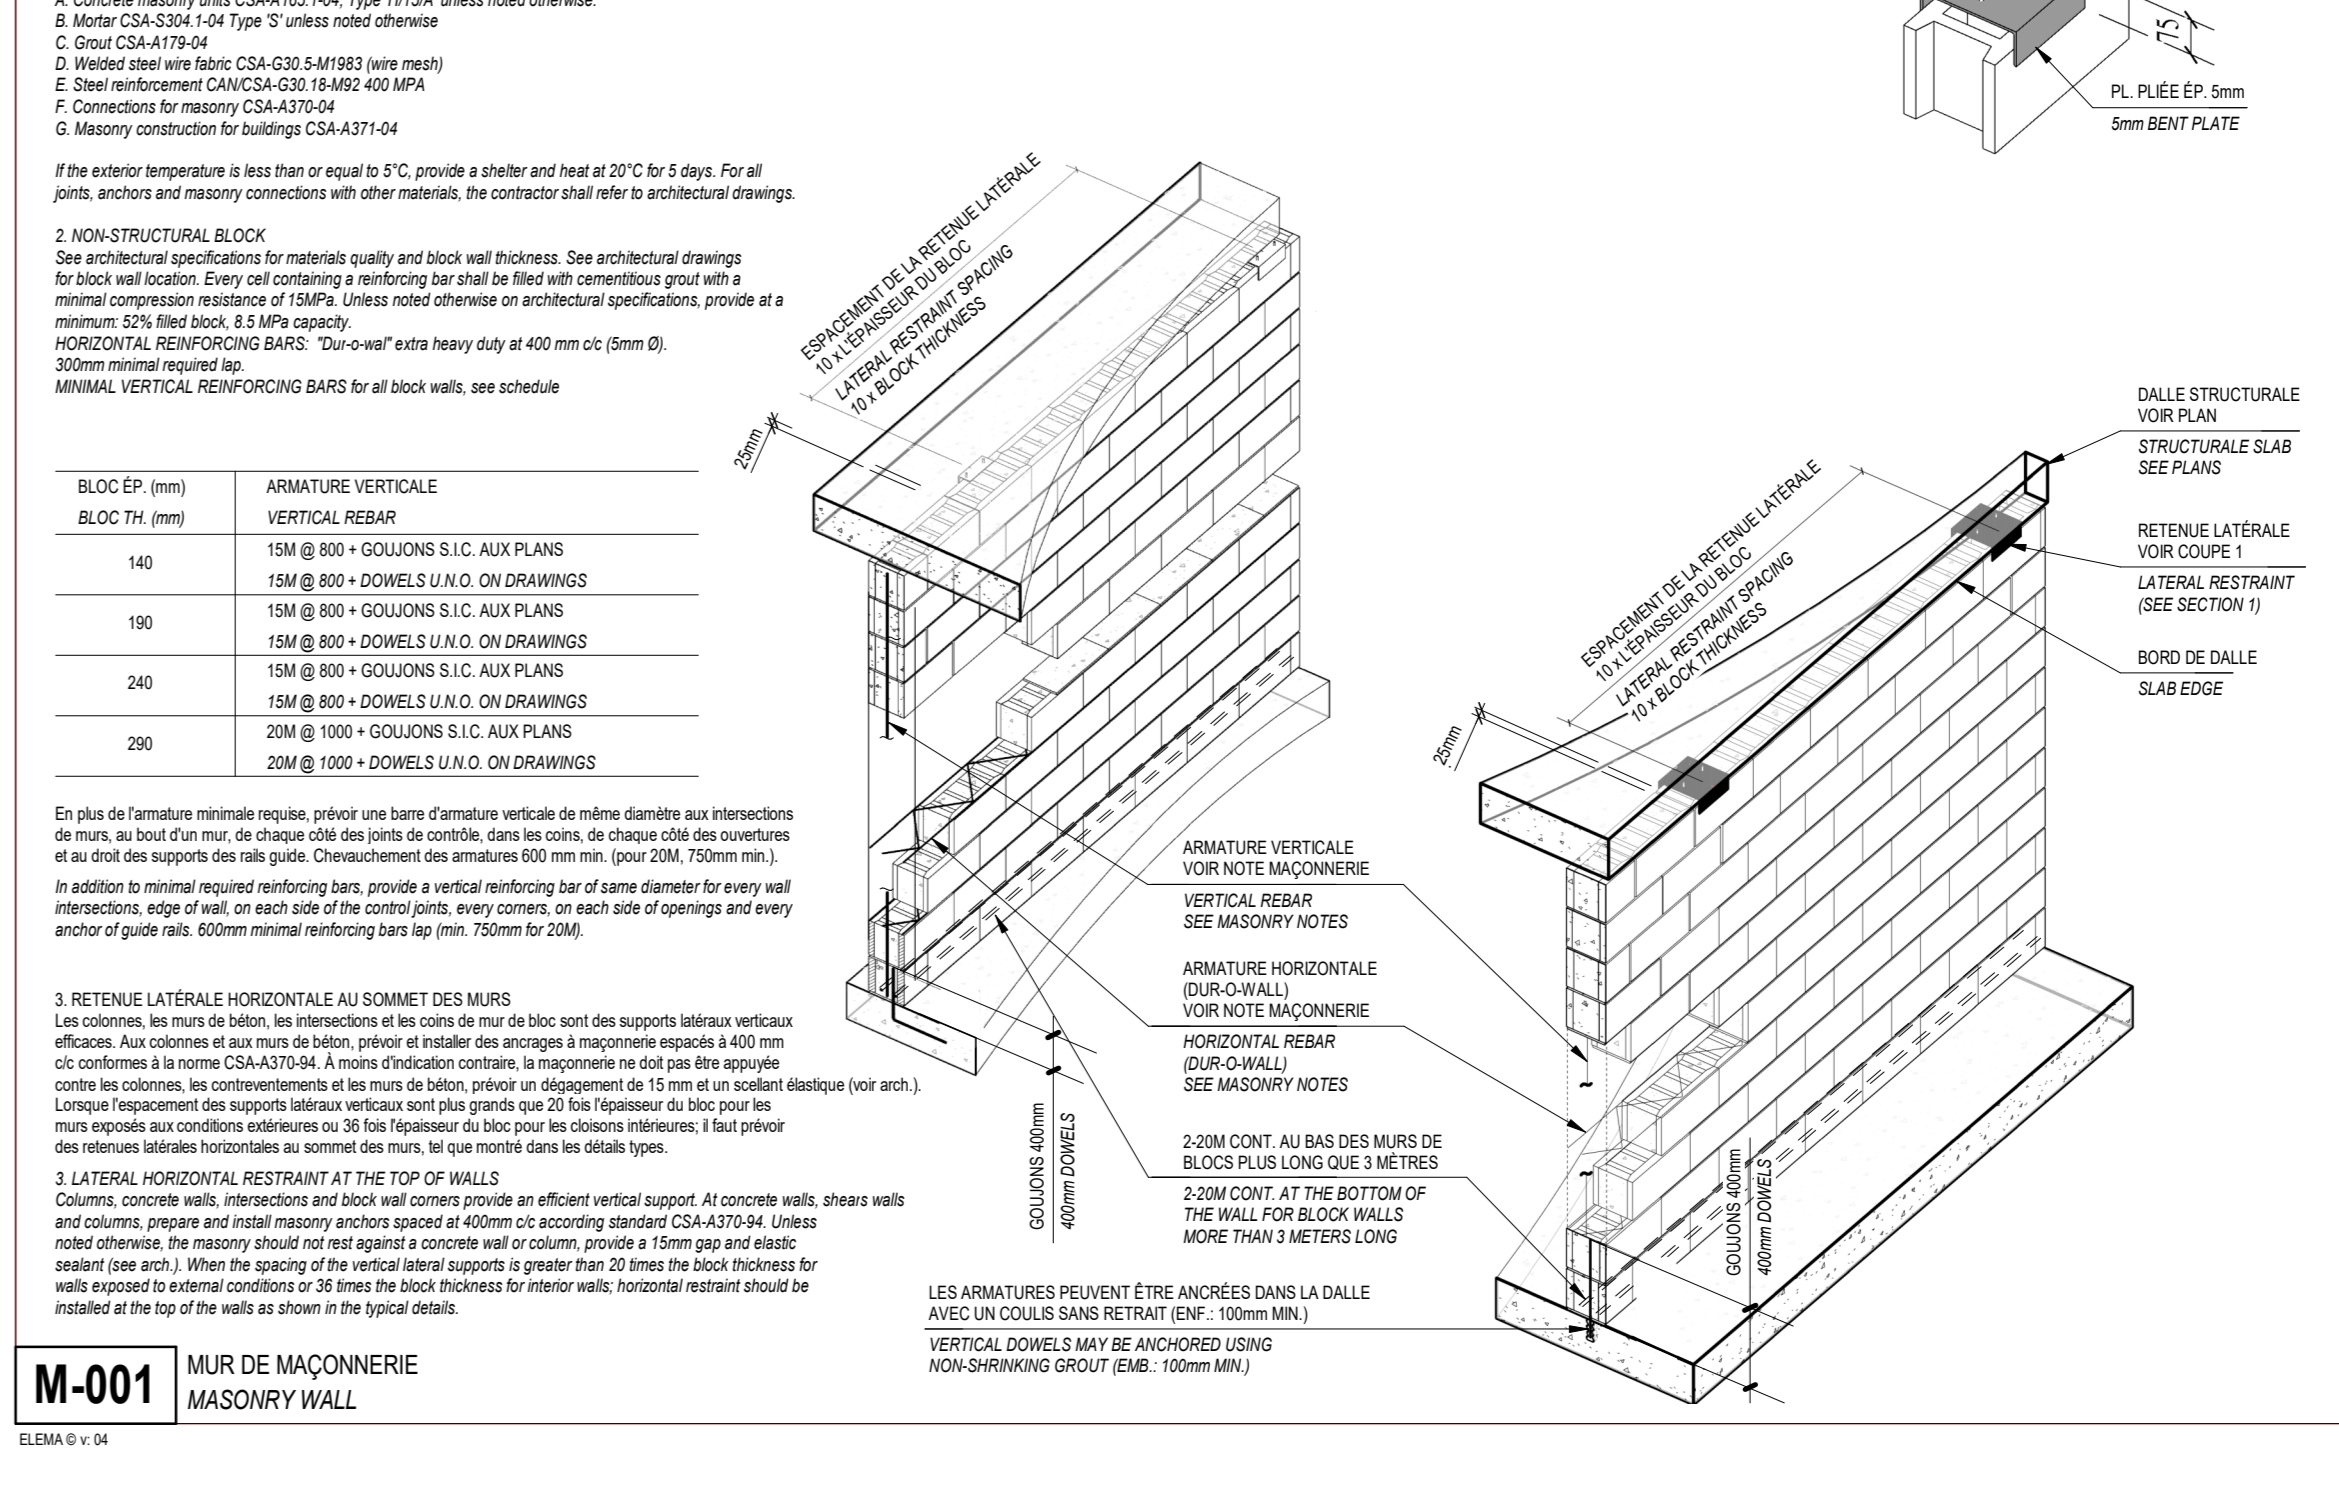 A. Concrete masonry units CSA-A165.1-04, Type 'H/15/A' unless noted otherwise.
B. Mortar CSA-S304.1-04 Type 'S' unless noted otherwise
C. Grout CSA-A179-04
D. Welded steel wire fabric CSA-G30.5-M1983 (wire mesh)
E. Steel reinforcement CAN/CSA-G30.18-M92 400 MPA
F. Connections for masonry CSA-A370-04
G. Masonry construction for buildings CSA-A371-04
If the exterior temperature is less than or equal to 5°C, provide a shelter and heat at 20°C for 5 days. For all
joints, anchors and masonry connections with other materials, the contractor shall refer to architectural drawings.
2. NON-STRUCTURAL BLOCK
See architectural specifications for materials quality and block wall thickness. See architectural drawings
for block wall location. Every cell containing a reinforcing bar shall be filled with cementitious grout with a
minimal compression resistance of 15MPa. Unless noted otherwise on architectural specifications, provide at a
minimum: 52% filled block, 8.5 MPa capacity.
HORIZONTAL REINFORCING BARS: "Dur-o-wal" extra heavy duty at 400 mm c/c (5mm Ø).
300mm minimal required lap.
MINIMAL VERTICAL REINFORCING BARS for all block walls, see schedule
BLOC ÉP. (mm)
BLOC TH. (mm)
ARMATURE VERTICALE
VERTICAL REBAR
140
15M @ 800 + GOUJONS S.I.C. AUX PLANS
15M @ 800 + DOWELS U.N.O. ON DRAWINGS
190
15M @ 800 + GOUJONS S.I.C. AUX PLANS
15M @ 800 + DOWELS U.N.O. ON DRAWINGS
240
15M @ 800 + GOUJONS S.I.C. AUX PLANS
15M @ 800 + DOWELS U.N.O. ON DRAWINGS
290
20M @ 1000 + GOUJONS S.I.C. AUX PLANS
20M @ 1000 + DOWELS U.N.O. ON DRAWINGS
En plus de l'armature minimale requise, prévoir une barre d'armature verticale de même diamètre aux intersections
de murs, au bout d'un mur, de chaque côté des joints de contrôle, dans les coins, de chaque côté des ouvertures
et au droit des supports des rails guide. Chevauchement des armatures 600 mm min. (pour 20M, 750mm min.).
In addition to minimal required reinforcing bars, provide a vertical reinforcing bar of same diameter for every wall
intersections, edge of wall, on each side of the control joints, every corners, on each side of openings and every
anchor of guide rails. 600mm minimal reinforcing bars lap (min. 750mm for 20M).
3. RETENUE LATÉRALE HORIZONTALE AU SOMMET DES MURS
Les colonnes, les murs de béton, les intersections et les coins de mur de bloc sont des supports latéraux verticaux
efficaces. Aux colonnes et aux murs de béton, prévoir et installer des ancrages à maçonnerie espacés à 400 mm
c/c conformes à la norme CSA-A370-94. À moins d'indication contraire, la maçonnerie ne doit pas être appuyée
contre les colonnes, les contreventements et les murs de béton, prévoir un dégagement de 15 mm et un scellant élastique (voir arch.).
Lorsque l'espacement des supports latéraux verticaux sont plus grands que 20 fois l'épaisseur du bloc pour les
murs exposés aux conditions extérieures ou 36 fois l'épaisseur du bloc pour les cloisons intérieures; il faut prévoir
des retenues latérales horizontales au sommet des murs, tel que montré dans les détails types.
3. LATERAL HORIZONTAL RESTRAINT AT THE TOP OF WALLS
Columns, concrete walls, intersections and block wall corners provide an efficient vertical support. At concrete walls, shears walls
and columns, prepare and install masonry anchors spaced at 400mm c/c according standard CSA-A370-94. Unless
noted otherwise, the masonry should not rest against a concrete wall or column, provide a 15mm gap and elastic
sealant (see arch.). When the spacing of the vertical lateral supports is greater than 20 times the block thickness for
walls exposed to external conditions or 36 times the block thickness for interior walls; horizontal restraint should be
installed at the top of the walls as shown in the typical details.
M-001
MUR DE MAÇONNERIE
MASONRY WALL
ELEMA © v: 04
ESPACEMENT DE LA RETENUE LATÉRALE
10 x L'ÉPAISSEUR DU BLOC
LATERAL RESTRAINT SPACING
10 x BLOCK THICKNESS
25mm
GOUJONS 400mm
400mm DOWELS
ARMATURE VERTICALE
VOIR NOTE MAÇONNERIE
VERTICAL REBAR
SEE MASONRY NOTES
ARMATURE HORIZONTALE
(DUR-O-WALL)
VOIR NOTE MAÇONNERIE
HORIZONTAL REBAR
(DUR-O-WALL)
SEE MASONRY NOTES
2-20M CONT. AU BAS DES MURS DE
BLOCS PLUS LONG QUE 3 MÈTRES
2-20M CONT. AT THE BOTTOM OF
THE WALL FOR BLOCK WALLS
MORE THAN 3 METERS LONG
LES ARMATURES PEUVENT ÊTRE ANCRÉES DANS LA DALLE
AVEC UN COULIS SANS RETRAIT (ENF.: 100mm MIN.)
VERTICAL DOWELS MAY BE ANCHORED USING
NON-SHRINKING GROUT (EMB.: 100mm MIN.)
75
PL. PLIÉE ÉP. 5mm
5mm BENT PLATE
ESPACEMENT DE LA RETENUE LATÉRALE
10 x L'ÉPAISSEUR DU BLOC
LATERAL RESTRAINT SPACING
10 x BLOCK THICKNESS
25mm
DALLE STRUCTURALE
VOIR PLAN
STRUCTURALE SLAB
SEE PLANS
RETENUE LATÉRALE
VOIR COUPE 1
LATERAL RESTRAINT
(SEE SECTION 1)
BORD DE DALLE
SLAB EDGE
GOUJONS 400mm
400mm DOWELS